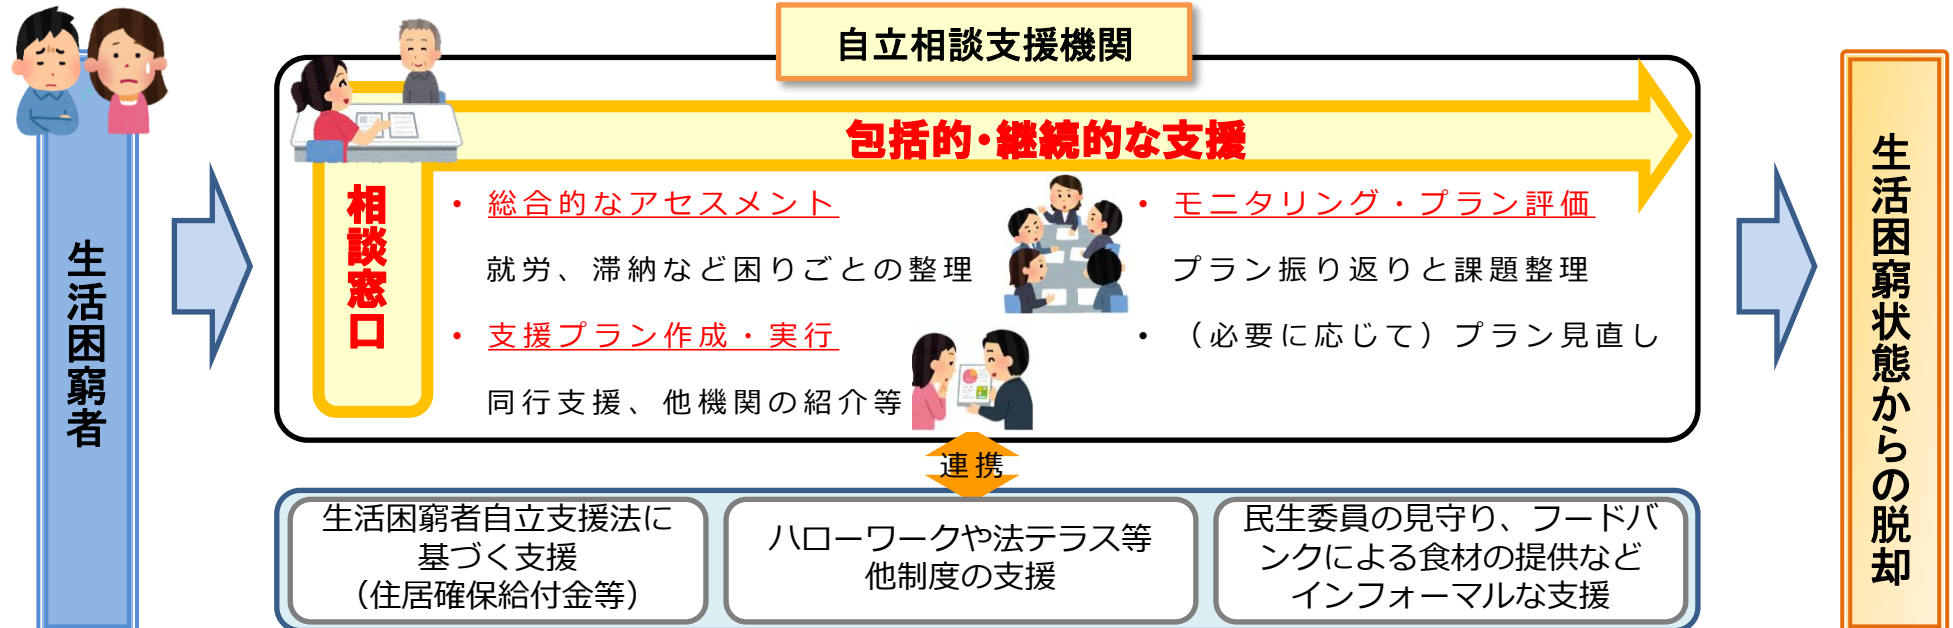 自立相談支援機関
生活困窮者
包括的・継続的な支援
相談窓口
・ 総合的なアセスメント
就労、滞納など困りごとの整理
・ 支援プラン作成・実行
同行支援、他機関の紹介等
・ モニタリング・プラン評価
プラン振り返りと課題整理
・ （必要に応じて）プラン見直し
連携
生活困窮者自立支援法に
基づく支援
（住居確保給付金等）
ハローワークや法テラス等
他制度の支援
民生委員の見守り、フードバ
ンクによる食材の提供など
インフォーマルな支援
生活困窮状態からの脱却